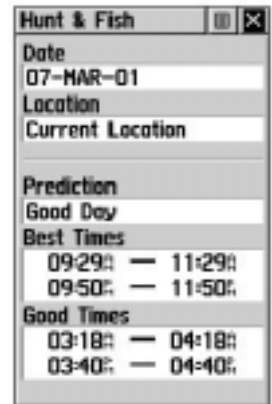 Hunt & Fish
Date
07-MAR-01
Location
Current Location
Prediction
Good Day
Best Times
09:29 — 11:29
09:50 — 11:50
Good Times
03:18 — 04:18
03:40 — 04:40